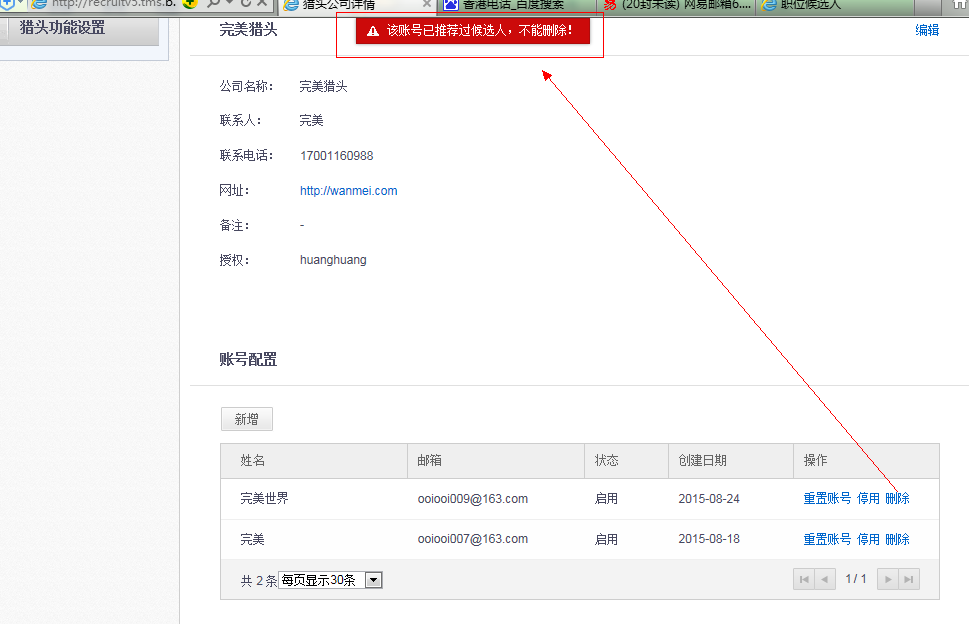 http://recruitv5.tms.b.
猎头公司详情
香港电话_百度搜索
(20封未读) 网易邮箱6....
职位候选人
猎头功能设置
完美猎头
该账号已推荐过候选人，不能删除！
编辑
公司名称： 完美猎头
联系人： 完美
联系电话： 17001160988
网址： http://wanmei.com
备注： -
授权： huanghuang
账号配置
新增
姓名 邮箱 状态 创建日期 操作
完美世界 ooiooi009@163.com 启用 2015-08-24 重置账号 停用 删除
完美 ooiooi007@163.com 启用 2015-08-18 重置账号 停用 删除
共 2 条 每页显示30条 1 / 1